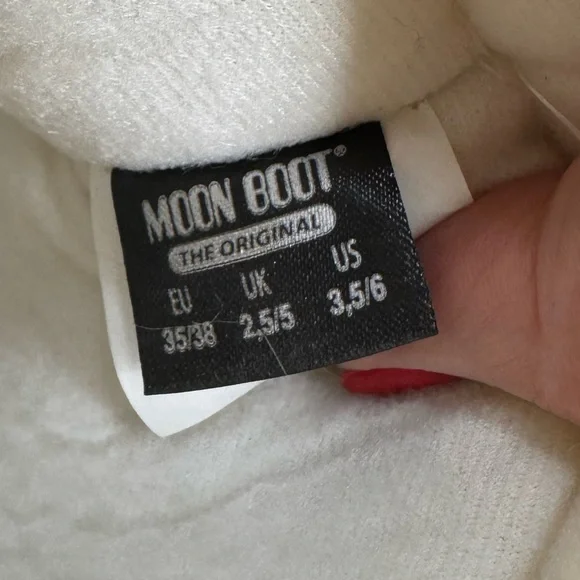 MOON BOOT®
THE ORIGINAL
EU UK US
35/38 2,5/5 3,5/6